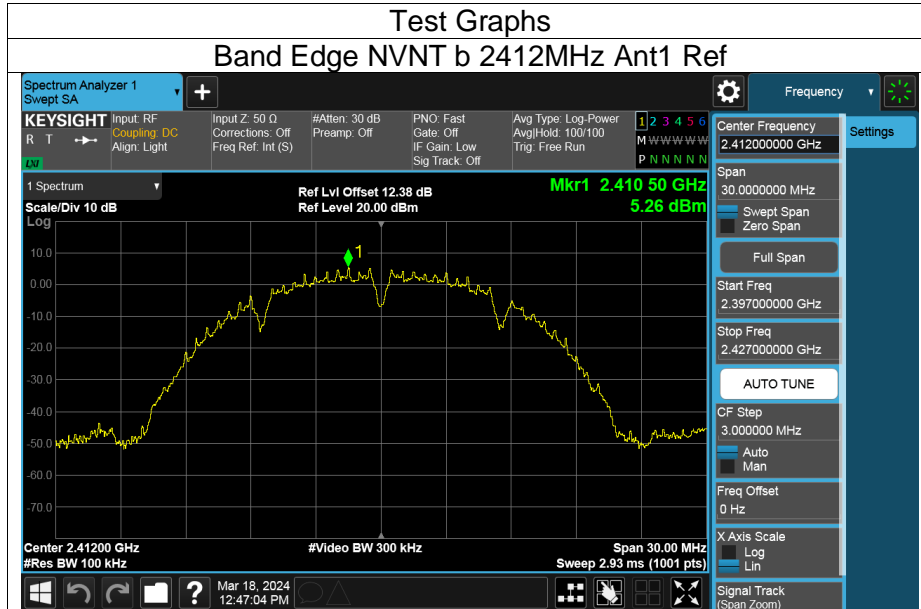 Test Graphs
Band Edge NVNT b 2412MHz Ant1 Ref
Spectrum Analyzer 1
Swept SA
+
Frequency
KEYSIGHT
R T
LXI
Input: RF
Coupling: DC
Align: Light
Input Z: 50 Ω
Corrections: Off
Freq Ref: Int (S)
#Atten: 30 dB
Preamp: Off
PNO: Fast
Gate: Off
IF Gain: Low
Sig Track: Off
Avg Type: Log-Power
Avg|Hold: 100/100
Trig: Free Run
1 2 3 4 5 6
M W W W W W
P N N N N N
1 Spectrum
Scale/Div 10 dB
Ref Lvl Offset 12.38 dB
Ref Level 20.00 dBm
Mkr1 2.410 50 GHz
5.26 dBm
Log
10.0
0.00
-10.0
-20.0
-30.0
-40.0
-50.0
-60.0
-70.0
1
Center 2.41200 GHz
#Res BW 100 kHz
#Video BW 300 kHz
Span 30.00 MHz
Sweep 2.93 ms (1001 pts)
Mar 18, 2024
12:47:04 PM
?
Center Frequency
2.412000000 GHz
Settings
Span
30.0000000 MHz
Swept Span
Zero Span
Full Span
Start Freq
2.397000000 GHz
Stop Freq
2.427000000 GHz
AUTO TUNE
CF Step
3.000000 MHz
Auto
Man
Freq Offset
0 Hz
X Axis Scale
Log
Lin
Signal Track
(Span Zoom)